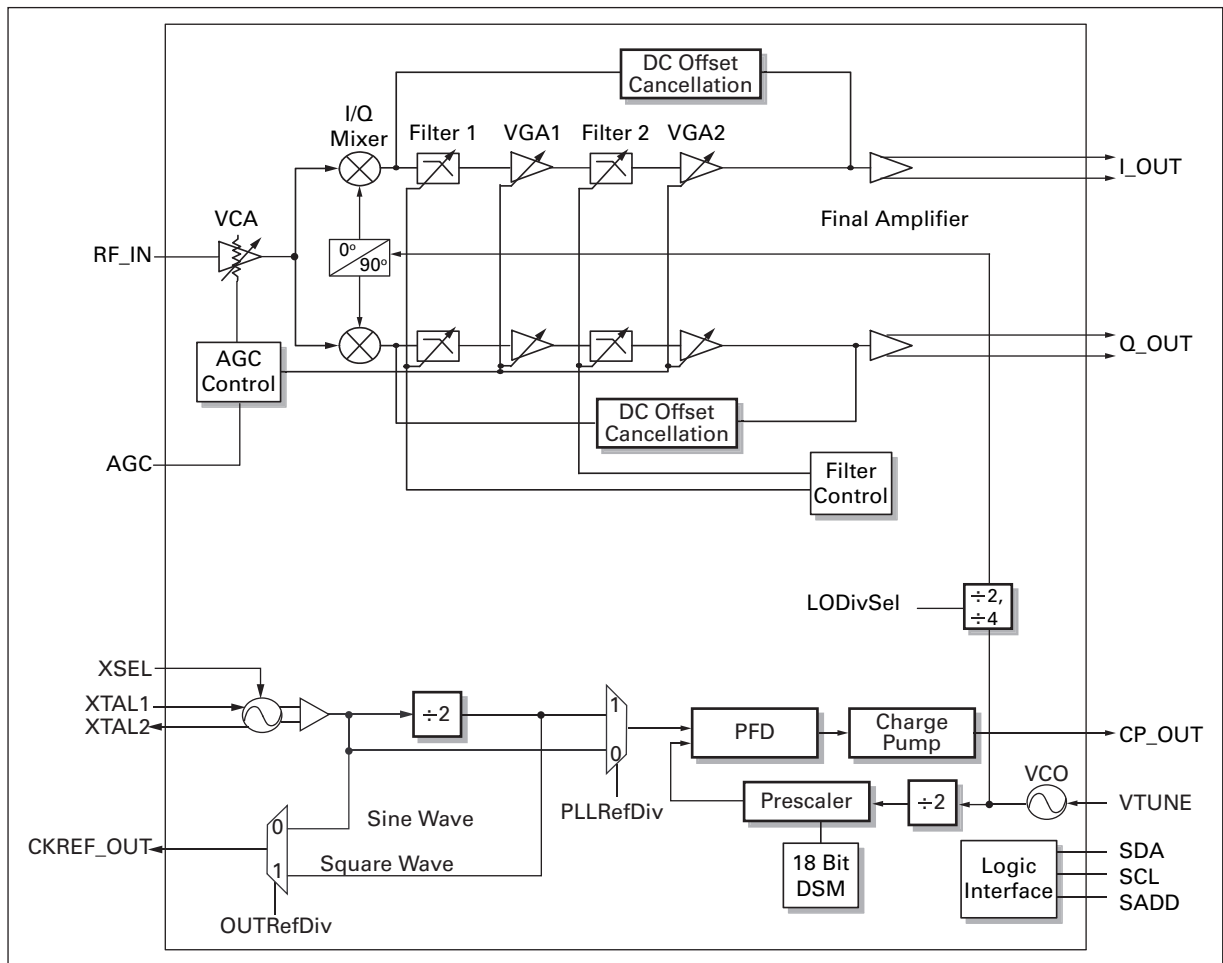 DC Offset
Cancellation
I/Q
Mixer
Filter 1
VGA1
Filter 2
VGA2
I_OUT
VCA
Final Amplifier
RF_IN
0°
90°
Q_OUT
AGC
Control
DC Offset
Cancellation
AGC
Filter
Control
LODivSel
÷2,
÷4
XSEL
XTAL1
XTAL2
÷2
1
0
PFD
Charge
Pump
CP_OUT
VCO
PLLRefDiv
Prescaler
÷2
VTUNE
CKREF_OUT
0
1
Sine Wave
Square Wave
18 Bit
DSM
Logic
Interface
SDA
SCL
SADD
OUTRefDiv